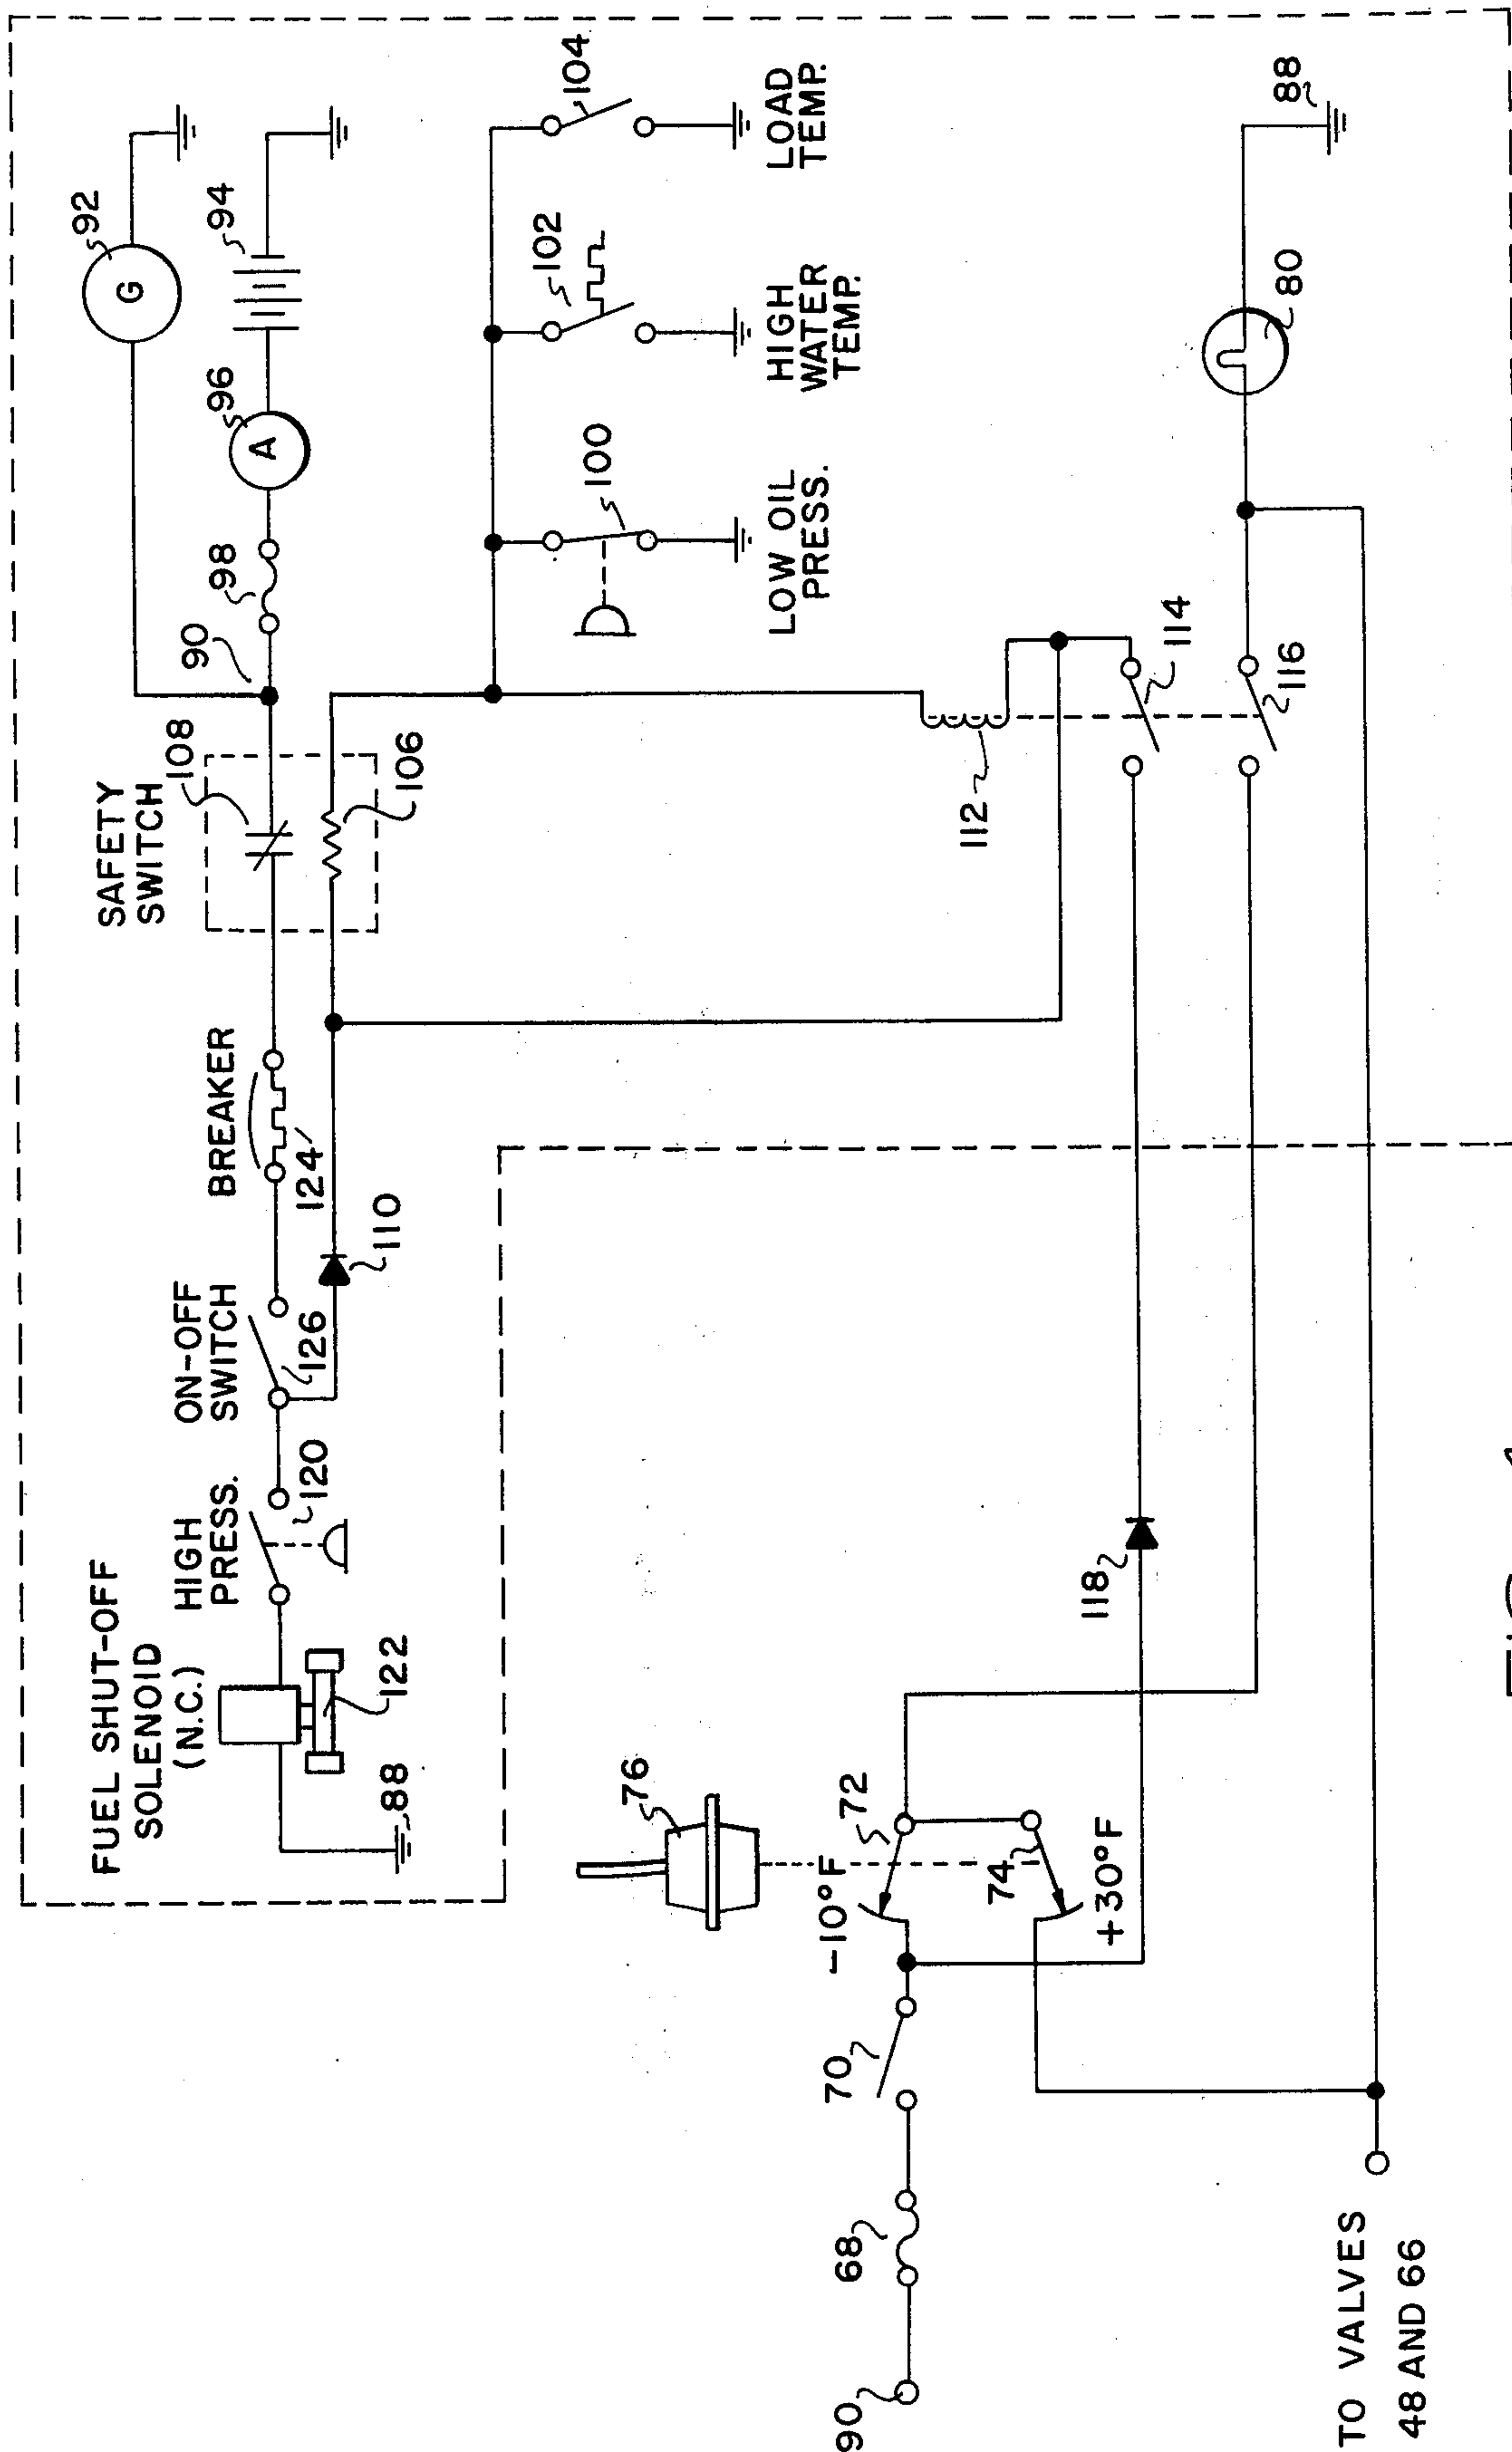 92
G
94
96
A
98
90
104
LOAD
TEMP.
102
HIGH
WATER
TEMP.
100
LOW OIL
PRESS.
88
80
114
116
112
SAFETY
SWITCH
108
106
BREAKER
124
110
ON-OFF
SWITCH
126
HIGH
PRESS.
120
FUEL SHUT-OFF
SOLENOID
(N.C.)
122
88
76
72
-10°F
74
+30°F
118
70
68
90
TO VALVES
48 AND 66